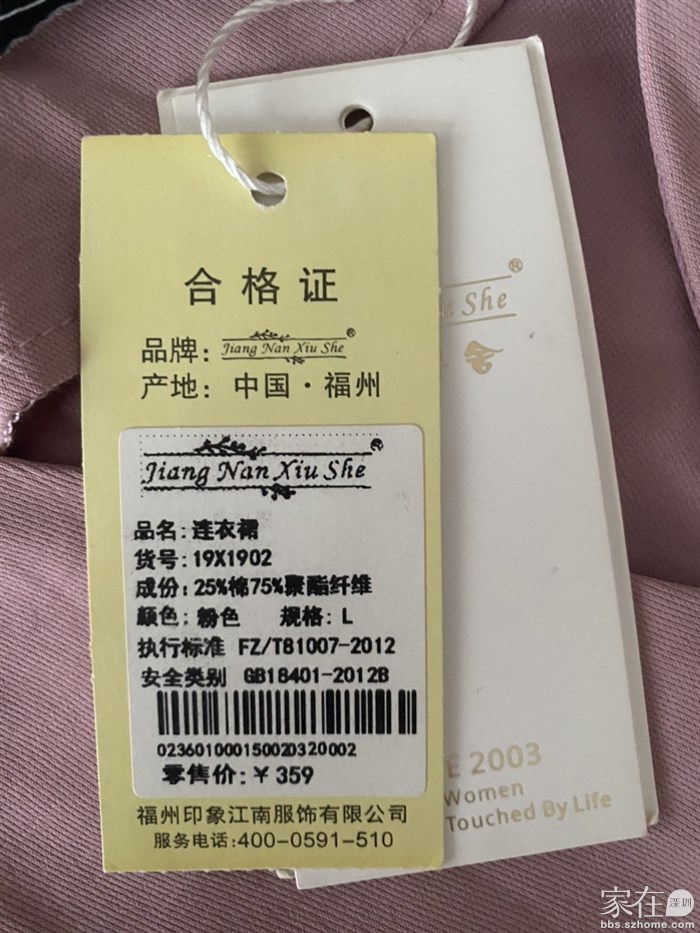 合格证
品牌: Jiang Nan Xiu She®
产地: 中国·福州
Jiang Nan Xiu She®
品名: 连衣裙
货号: 19X1902
成份: 25%棉75%聚酯纤维
颜色: 粉色 规格: L
执行标准 FZ/T81007-2012
安全类别 GB18401-2012B
023601000150020320002
零售价: ¥ 359
福州印象江南服饰有限公司
服务电话:400-0591-510
®
She
舍
E 2003
Women
Touched By Life
家在深圳
bbs.szhome.com